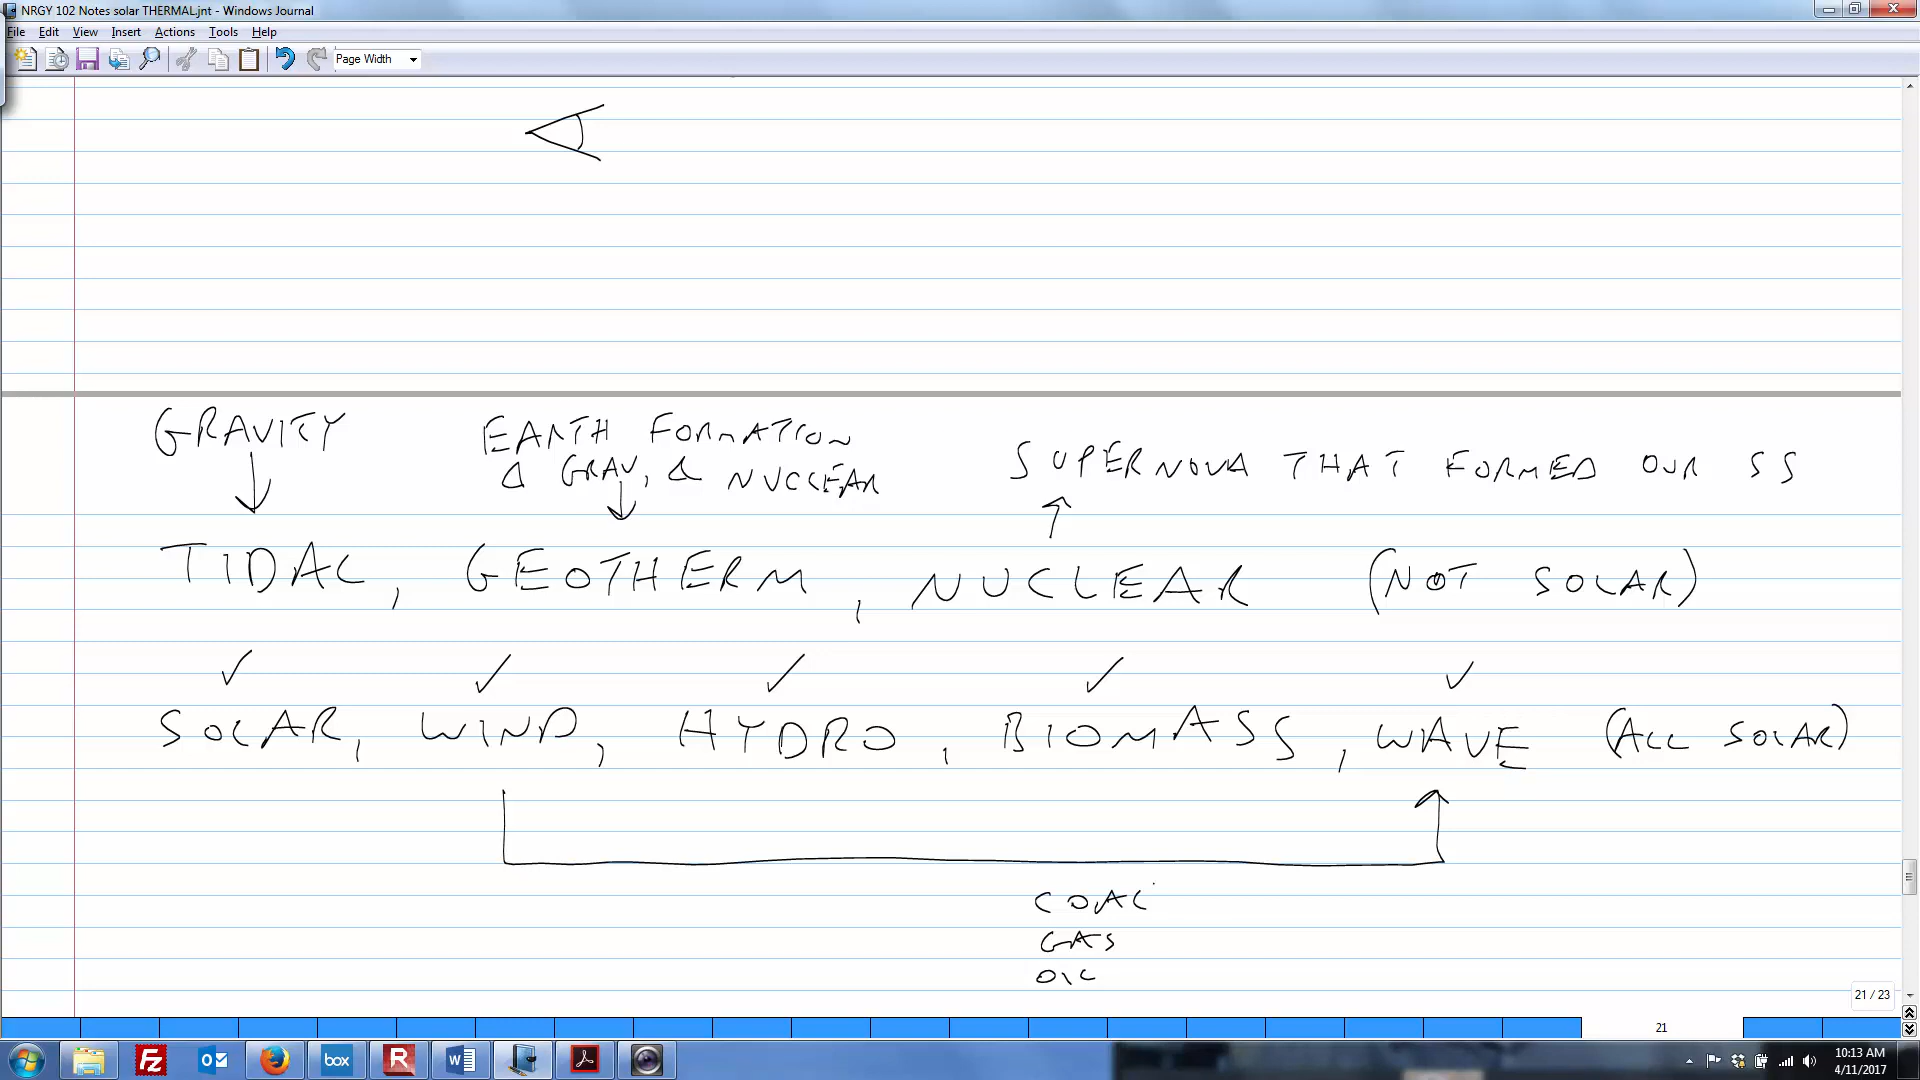 NRGY 102 Notes solar THERMAL.jnt - Windows Journal
File Edit View Insert Actions Tools Help
Page Width
GRAVITY
EARTH FORMATION
& GRAV, & NUCLEAR
SUPERNOVA THAT FORMED OUR SS
TIDAL, GEOTHERM, NUCLEAR (NOT SOLAR)
SOLAR, WIND, HYDRO, BIOMASS, WAVE (ALL SOLAR)
COAL
GAS
OIL
21 / 23
21
box
10:13 AM
4/11/2017